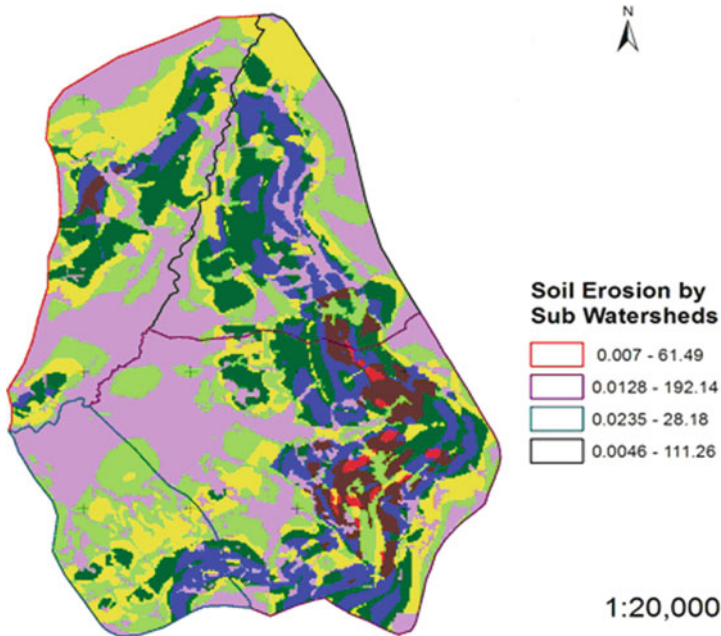 N
Soil Erosion by
Sub Watersheds
0.007 - 61.49
0.0128 - 192.14
0.0235 - 28.18
0.0046 - 111.26
1:20,000